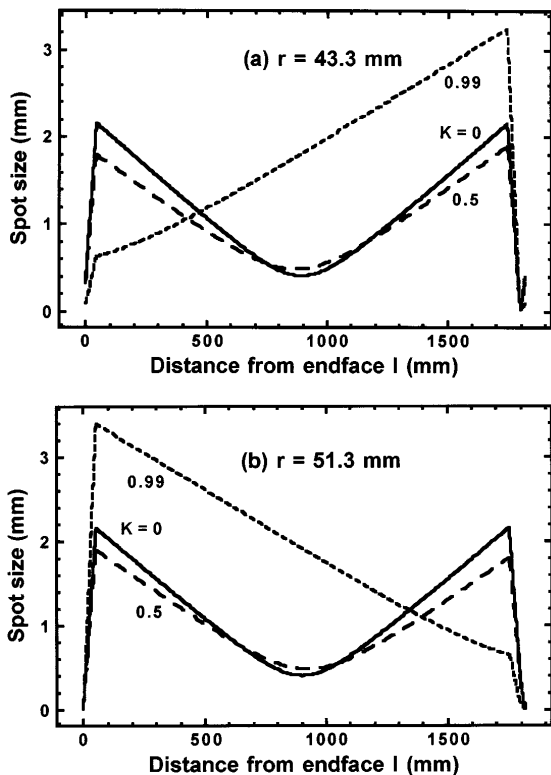 (a) r = 43.3 mm
0.99
K = 0
0.5
Spot size (mm)
3
2
1
0
0 500 1000 1500
Distance from endface I (mm)
(b) r = 51.3 mm
0.99
K = 0
0.5
Spot size (mm)
3
2
1
0
0 500 1000 1500
Distance from endface I (mm)